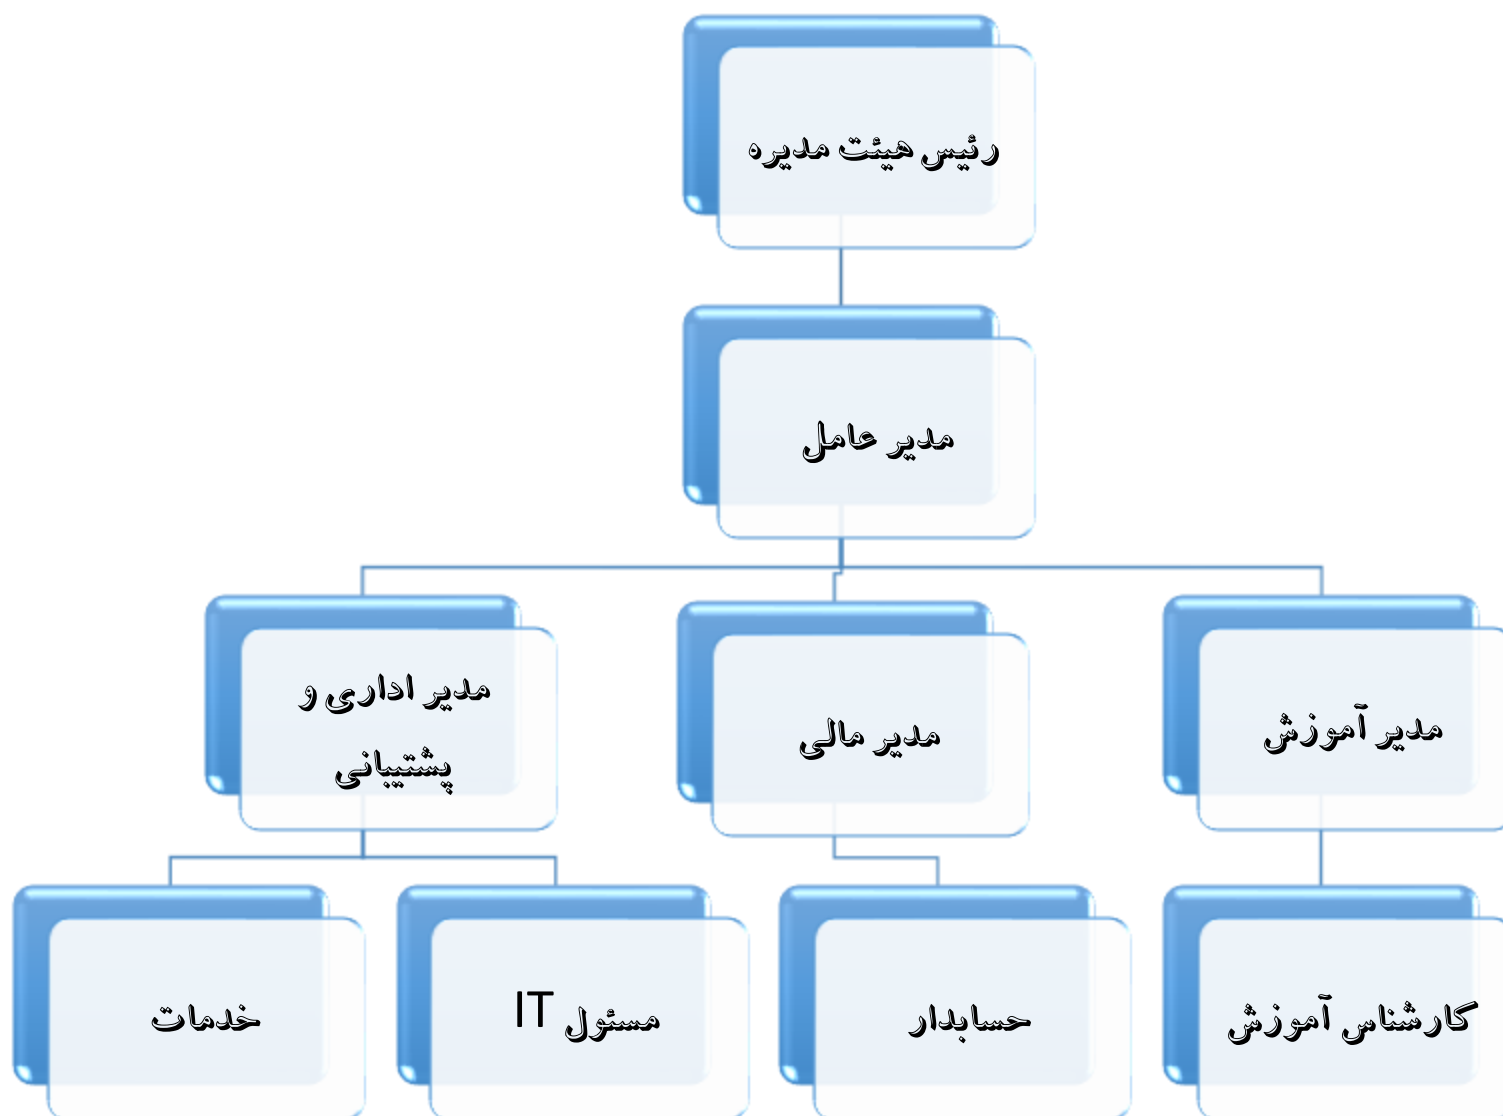 رئیس هیئت مدیره
مدیر عامل
مدیر آموزش
مدیر مالی
مدیر اداری و
پشتیبانی
کارشناس آموزش
حسابدار
مسئول IT
خدمات